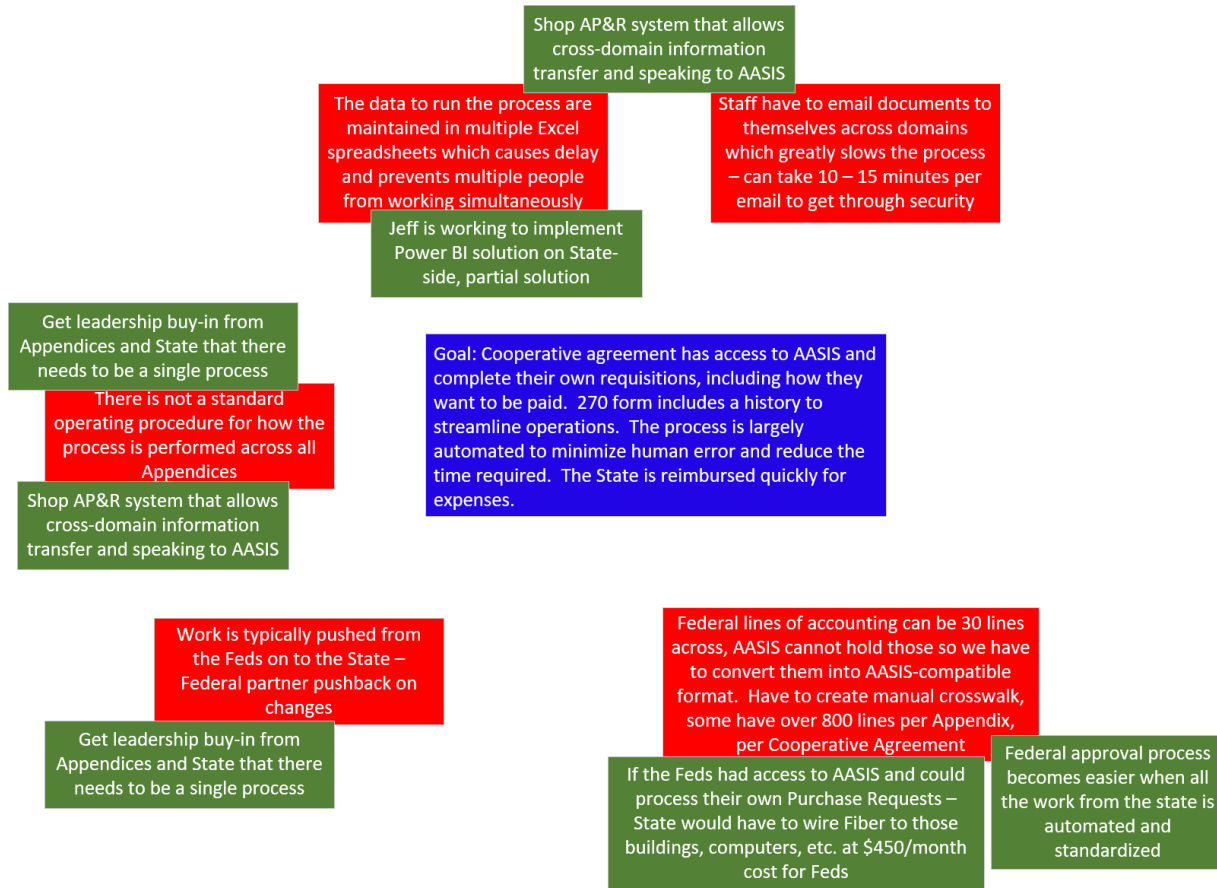 Shop AP&R system that allows
cross-domain information
transfer and speaking to AASIS
The data to run the process are
maintained in multiple Excel
spreadsheets which causes delay
and prevents multiple people
from working simultaneously
Staff have to email documents to
themselves across domains
which greatly slows the process
– can take 10 – 15 minutes per
email to get through security
Jeff is working to implement
Power BI solution on State-
side, partial solution
Get leadership buy-in from
Appendices and State that there
needs to be a single process
There is not a standard
operating procedure for how the
process is performed across all
Appendices
Shop AP&R system that allows
cross-domain information
transfer and speaking to AASIS
Goal: Cooperative agreement has access to AASIS and
complete their own requisitions, including how they
want to be paid.  270 form includes a history to
streamline operations.  The process is largely
automated to minimize human error and reduce the
time required.  The State is reimbursed quickly for
expenses.
Work is typically pushed from
the Feds on to the State –
Federal partner pushback on
changes
Get leadership buy-in from
Appendices and State that there
needs to be a single process
Federal lines of accounting can be 30 lines
across, AASIS cannot hold those so we have
to convert them into AASIS-compatible
format.  Have to create manual crosswalk,
some have over 800 lines per Appendix,
per Cooperative Agreement
If the Feds had access to AASIS and could
process their own Purchase Requests –
State would have to wire Fiber to those
buildings, computers, etc. at $450/month
cost for Feds
Federal approval process
becomes easier when all
the work from the state is
automated and
standardized